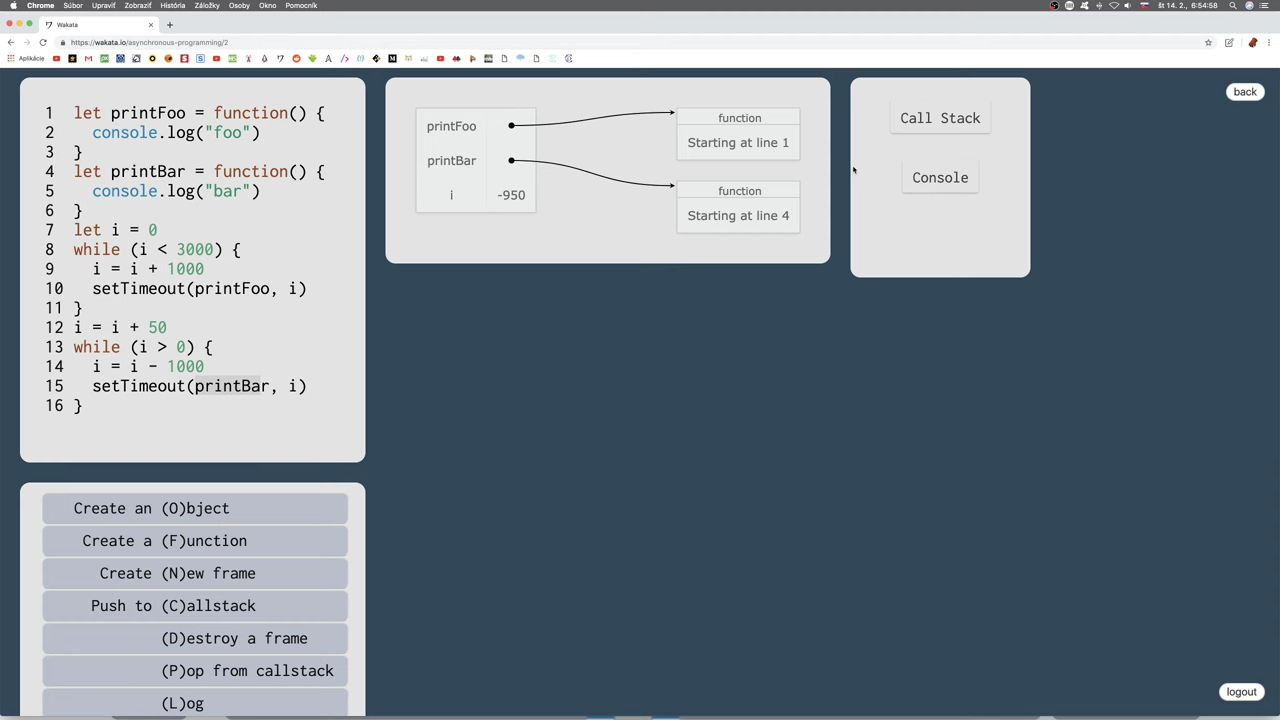 Chrome Súbor Upraviť Zobraziť História Záložky Osoby Okno Pomocník
št 14. 2., 6:54:58
Wakata
https://wakata.io/asynchronous-programming/2
Aplikácie
back
1 let printFoo = function() {
2 console.log("foo")
3 }
4 let printBar = function() {
5 console.log("bar")
6 }
7 let i = 0
8 while (i < 3000) {
9 i = i + 1000
10 setTimeout(printFoo, i)
11 }
12 i = i + 50
13 while (i > 0) {
14 i = i - 1000
15 setTimeout(printBar, i)
16 }
printFoo
printBar
i -950
function
Starting at line 1
function
Starting at line 4
Call Stack
Console
Create an (O)bject
Create a (F)unction
Create (N)ew frame
Push to (C)allstack
(D)estroy a frame
(P)op from callstack
(L)og
logout